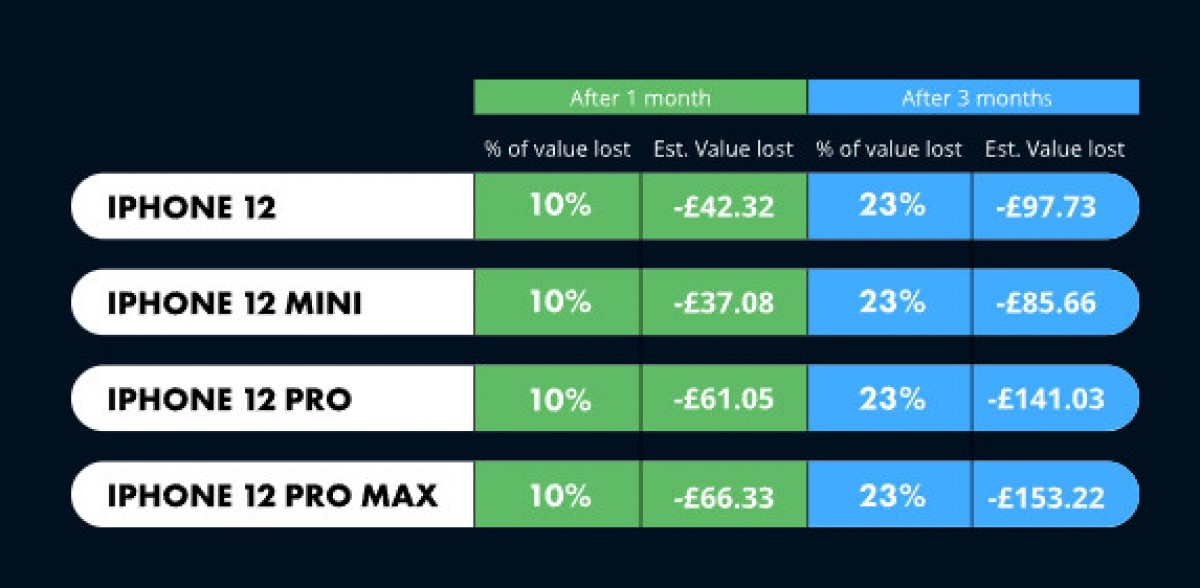 After 1 month After 3 months
% of value lost Est. Value lost % of value lost Est. Value lost
IPHONE 12 10% -£42.32 23% -£97.73
IPHONE 12 MINI 10% -£37.08 23% -£85.66
IPHONE 12 PRO 10% -£61.05 23% -£141.03
IPHONE 12 PRO MAX 10% -£66.33 23% -£153.22